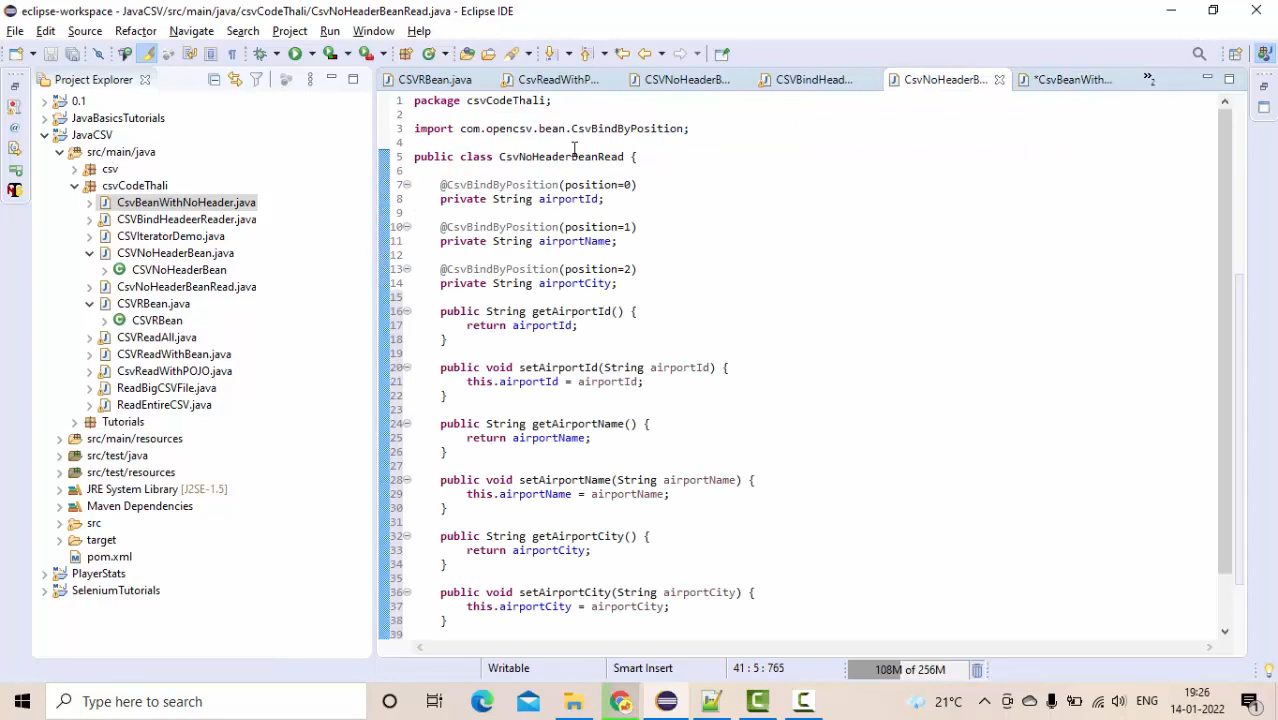 eclipse-workspace - JavaCSV/src/main/java/csvCodeThali/CsvNoHeaderBeanRead.java - Eclipse IDE
File Edit Source Refactor Navigate Search Project Run Window Help
Project Explorer
CSVRBean.java
CsvReadWithP...
CSVNoHeaderB...
CSVBindHead...
CsvNoHeaderB...
*CsvBeanWith...
»2
0.1
JavaBasicsTutorials
JavaCSV
src/main/java
csv
csvCodeThali
CsvBeanWithNoHeader.java
CSVBindHeadeerReader.java
CSVIteratorDemo.java
CSVNoHeaderBean.java
CSVNoHeaderBean
CsvNoHeaderBeanRead.java
CSVRBean.java
CSVRBean
CSVReadAll.java
CSVReadWithBean.java
CsvReadWithPOJO.java
ReadBigCSVFile.java
ReadEntireCSV.java
Tutorials
src/main/resources
src/test/java
src/test/resources
JRE System Library [J2SE-1.5]
Maven Dependencies
src
target
pom.xml
PlayerStats
SeleniumTutorials
1 package csvCodeThali;
2
3 import com.opencsv.bean.CsvBindByPosition;
4
5 public class CsvNoHeaderBeanRead {
6
7 @CsvBindByPosition(position=0)
8 private String airportId;
9
10 @CsvBindByPosition(position=1)
11 private String airportName;
12
13 @CsvBindByPosition(position=2)
14 private String airportCity;
15
16 public String getAirportId() {
17 return airportId;
18 }
19
20 public void setAirportId(String airportId) {
21 this.airportId = airportId;
22 }
23
24 public String getAirportName() {
25 return airportName;
26 }
27
28 public void setAirportName(String airportName) {
29 this.airportName = airportName;
30 }
31
32 public String getAirportCity() {
33 return airportCity;
34 }
35
36 public void setAirportCity(String airportCity) {
37 this.airportCity = airportCity;
38 }
39
Writable Smart Insert 41 : 5 : 765 108M of 256M
Type here to search
21°C ENG 15:26 14-01-2022 1